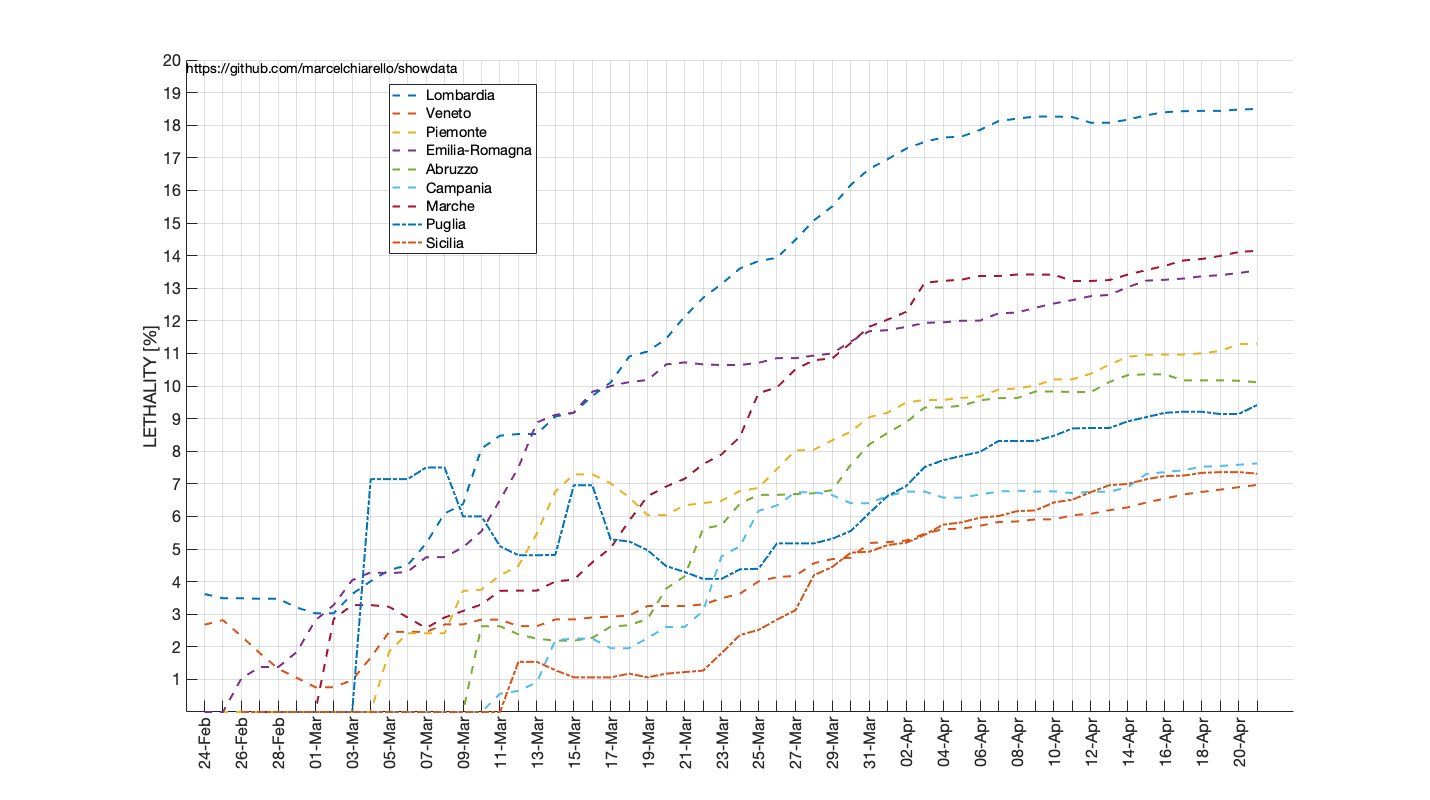 20
https://github.com/marcelchiarello/showdata
19
18
17
16
15
14
13
12
11
10
9
8
7
6
5
4
3
2
1
LETHALITY [%]
Lombardia
Veneto
Piemonte
Emilia-Romagna
Abruzzo
Campania
Marche
Puglia
Sicilia
24-Feb
26-Feb
28-Feb
01-Mar
03-Mar
05-Mar
07-Mar
09-Mar
11-Mar
13-Mar
15-Mar
17-Mar
19-Mar
21-Mar
23-Mar
25-Mar
27-Mar
29-Mar
31-Mar
02-Apr
04-Apr
06-Apr
08-Apr
10-Apr
12-Apr
14-Apr
16-Apr
18-Apr
20-Apr